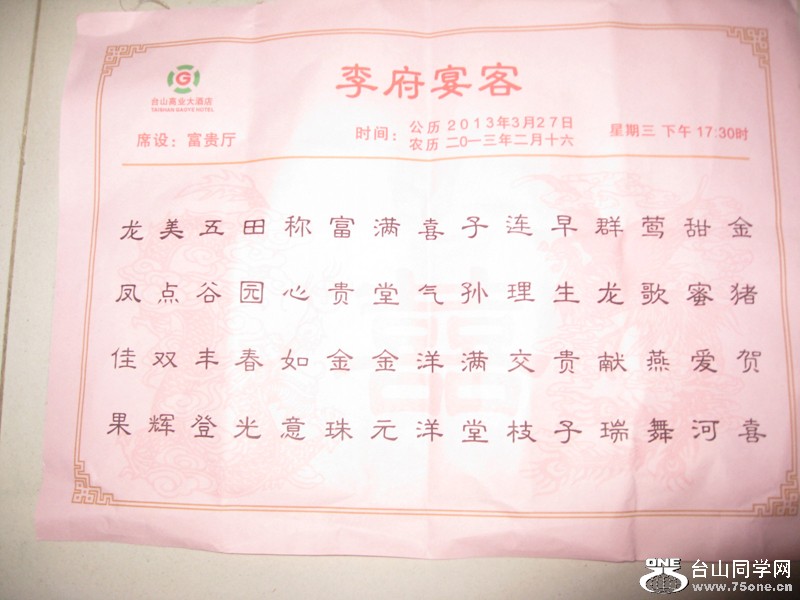 G
台山高业大酒店
TAISHAN GAOYE HOTEL
李府宴客
席设：富贵厅
时间：
公历 2013年3月27日
农历 二0一三年二月十六
星期三 下午 17:30时
金猪贺喜
甜蜜爱河
莺歌燕舞
群龙献瑞
早生贵子
连理交枝
子孙满堂
喜气洋洋
满堂金元
富贵金珠
称心如意
田园春光
五谷丰登
美点双辉
龙凤佳果
ONE 台山同学网
www.75one.cn